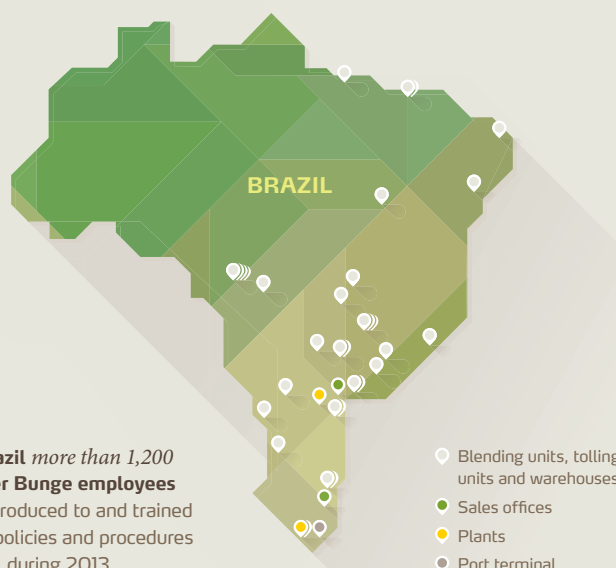 BRAZIL
more than 1,200
Bunge employees
roduced to and trained
policies and procedures
during 2013
Blending units, tolling
units and warehouses
Sales offices
Plants
Port terminal